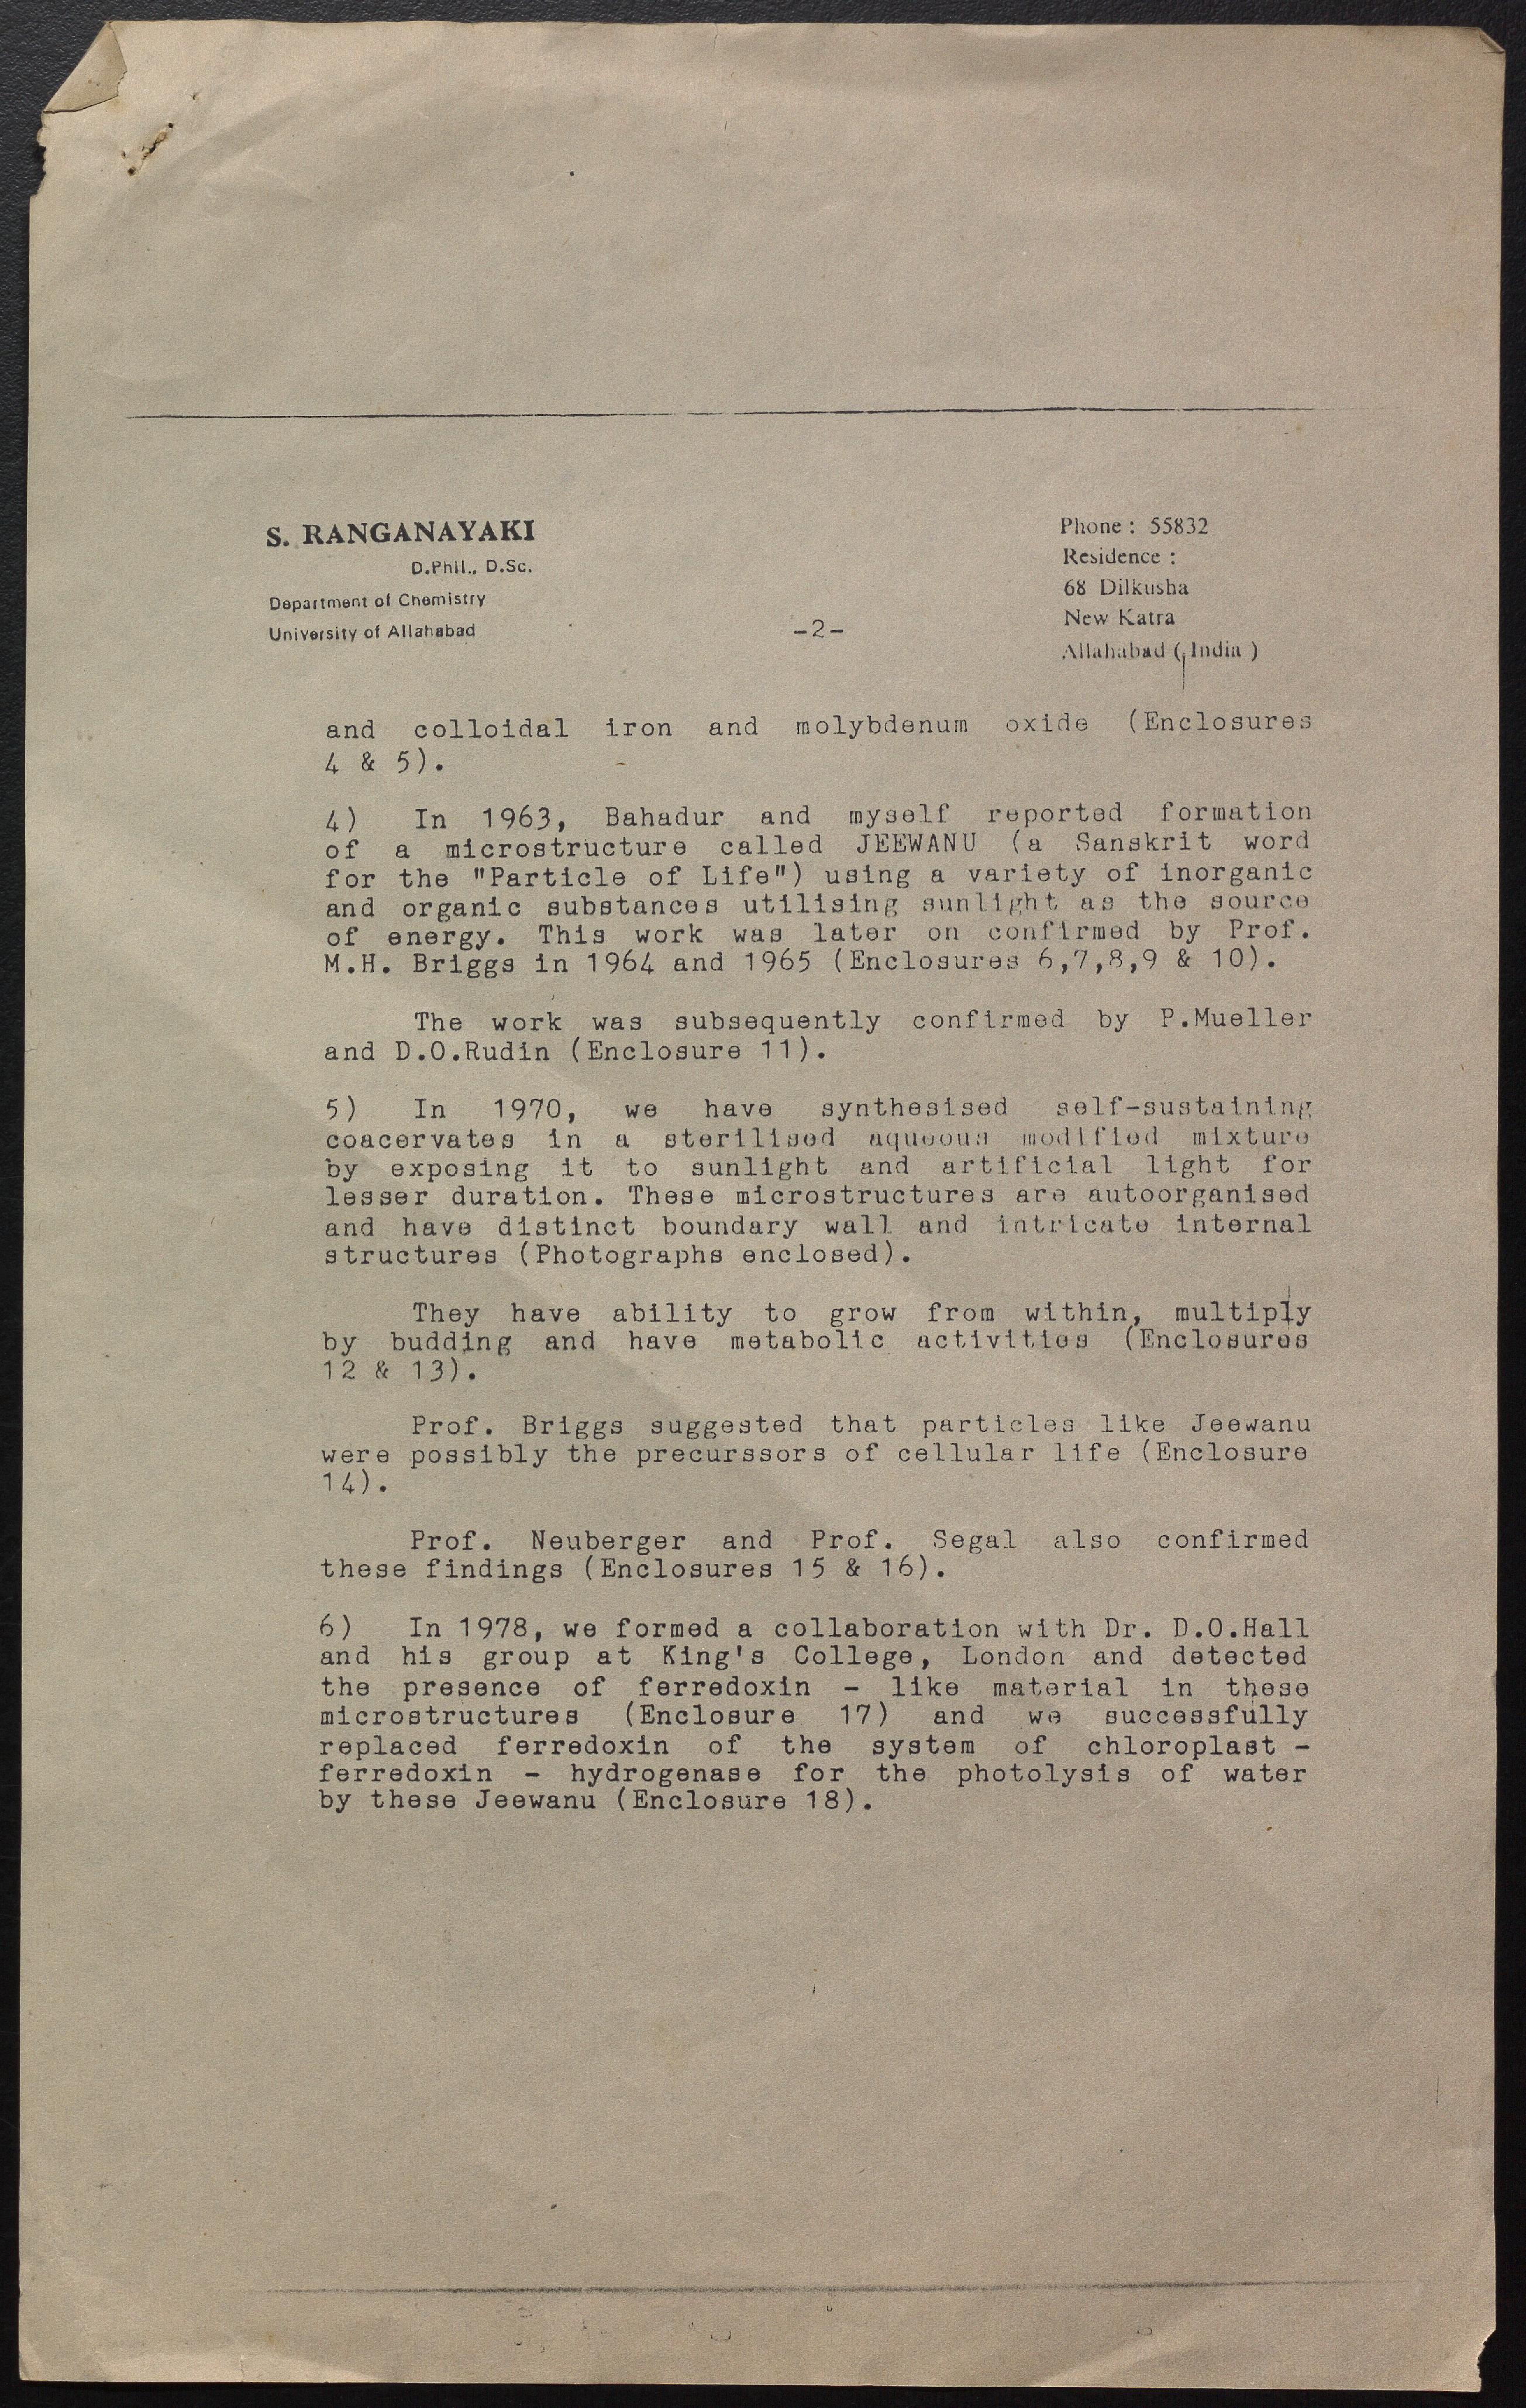 S. RANGANAYAKI
D.Phil., D.Sc.
Department of Chemistry
University of Allahabad
Phone : 55832
Residence :
68 Dilkusha
New Katra
Allahabad ( India )
-2-
and colloidal iron and molybdenum oxide (Enclosures
4 & 5).
4) In 1963, Bahadur and myself reported formation
of a microstructure called JEEWANU (a Sanskrit word
for the "Particle of Life") using a variety of inorganic
and organic substances utilising sunlight as the source
of energy. This work was later on confirmed by Prof.
M.H. Briggs in 1964 and 1965 (Enclosures 6,7,8,9 & 10).
The work was subsequently confirmed by P.Mueller
and D.O.Rudin (Enclosure 11).
5) In 1970, we have synthesised self-sustaining
coacervates in a sterilised aqueous modified mixture
by exposing it to sunlight and artificial light for
lesser duration. These microstructures are autoorganised
and have distinct boundary wall and intricate internal
structures (Photographs enclosed).
They have ability to grow from within, multiply
by budding and have metabolic activities (Enclosures
12 & 13).
Prof. Briggs suggested that particles like Jeewanu
were possibly the precurssors of cellular life (Enclosure
14).
Prof. Neuberger and Prof. Segal also confirmed
these findings (Enclosures 15 & 16).
6) In 1978, we formed a collaboration with Dr. D.O.Hall
and his group at King's College, London and detected
the presence of ferredoxin - like material in these
microstructures (Enclosure 17) and we successfully
replaced ferredoxin of the system of chloroplast -
ferredoxin - hydrogenase for the photolysis of water
by these Jeewanu (Enclosure 18).